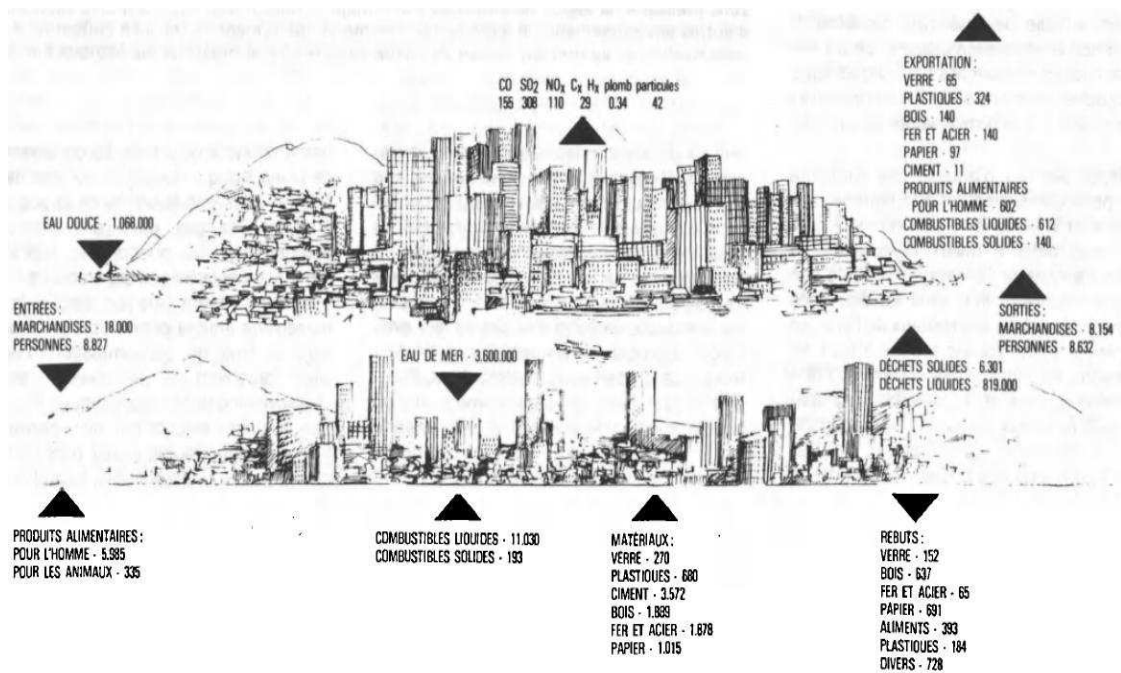 CO SO2 NOX CX HX plomb particules
155 308 110 29 0.34 42
EXPORTATION :
VERRE - 65
PLASTIQUES - 324
BOIS - 140
FER ET ACIER - 140
PAPIER - 97
CIMENT - 11
PRODUITS ALIMENTAIRES
POUR L'HOMME - 602
COMBUSTIBLES LIQUIDES - 612
COMBUSTIBLES SOLIDES - 140.
EAU DOUCE - 1.068.000
ENTRÉES :
MARCHANDISES - 18.000
PERSONNES - 8.827
EAU DE MER - 3.600.000
SORTIES :
MARCHANDISES - 8.154
PERSONNES - 8.632
DÉCHETS SOLIDES - 6.301
DÉCHETS LIQUIDES - 819.000
PRODUITS ALIMENTAIRES :
POUR L'HOMME - 5.985
POUR LES ANIMAUX - 335
COMBUSTIBLES LIQUIDES - 11.030
COMBUSTIBLES SOLIDES - 193
MATÉRIAUX :
VERRE - 270
PLASTIQUES - 680
CIMENT - 3.572
BOIS - 1.889
FER ET ACIER - 1.878
PAPIER - 1.015
REBUTS :
VERRE - 152
BOIS - 637
FER ET ACIER - 65
PAPIER - 691
ALIMENTS - 393
PLASTIQUES - 184
DIVERS - 728